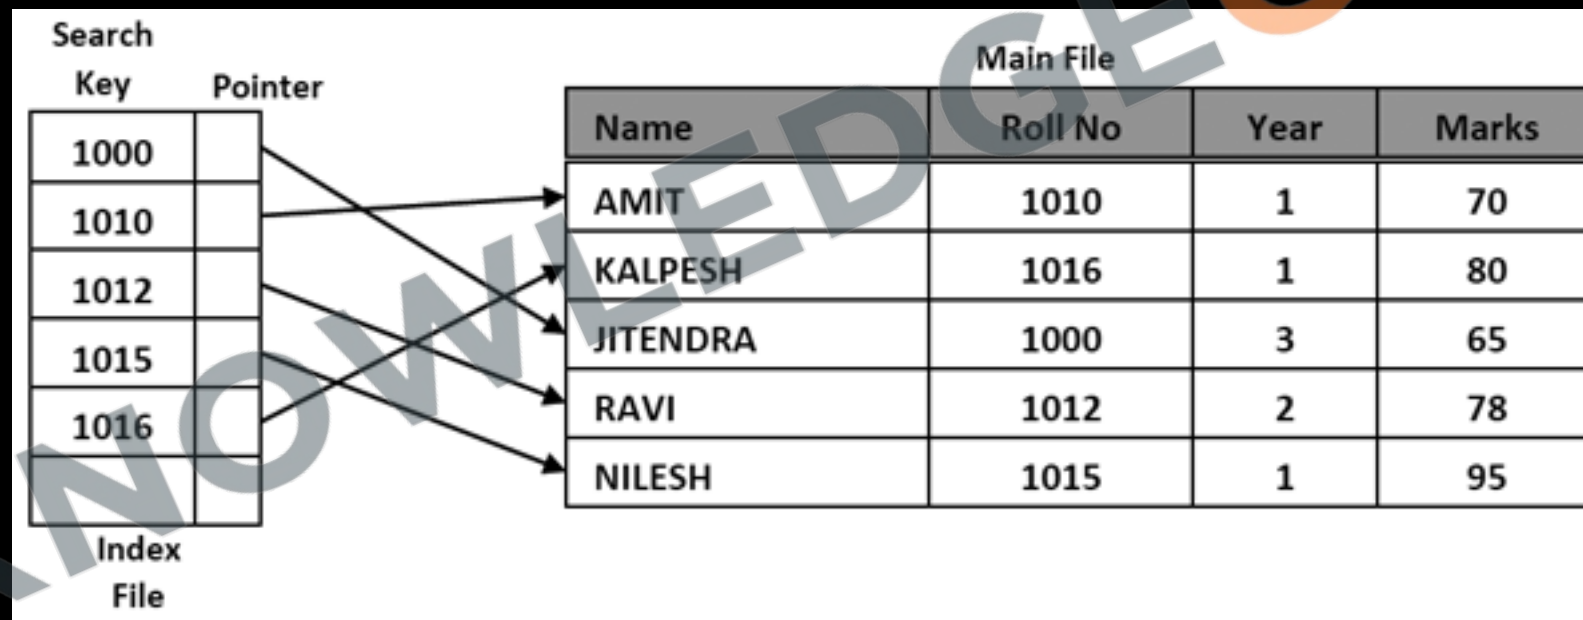 Search
Key Pointer
1000
1010
1012
1015
1016
Index
File
Main File
Name Roll No Year Marks
AMIT 1010 1 70
KALPESH 1016 1 80
JITENDRA 1000 3 65
RAVI 1012 2 78
NILESH 1015 1 95
KNOWLEDGE